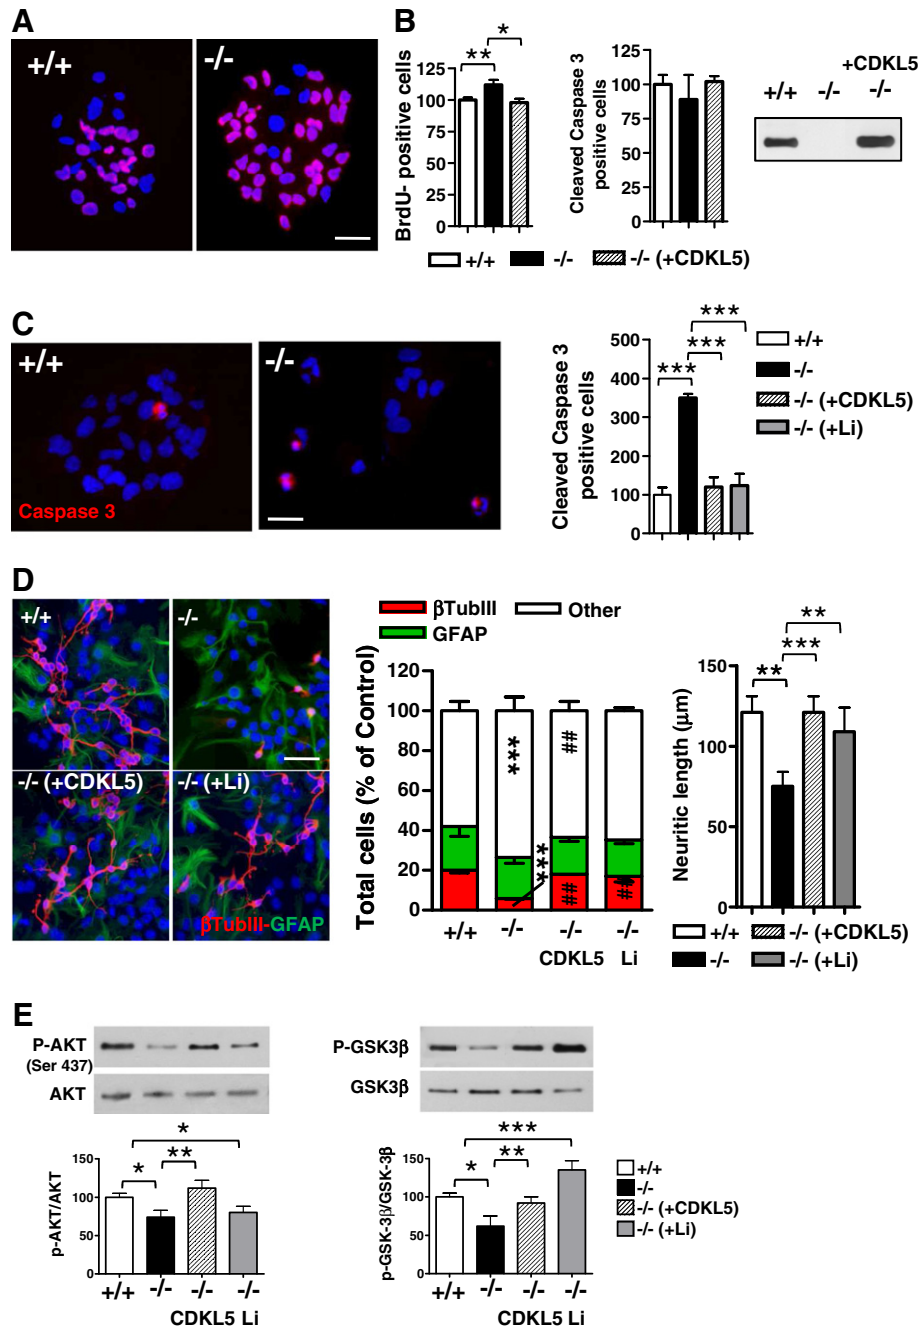 A
+/+
-/-
B
BrdU- positive cells
125
100
75
50
25
0
**
*
Cleaved Caspase 3
positive cells
125
100
75
50
25
0
+CDKL5
+/+ -/- -/-
+/+ -/- -/- (+CDKL5)
C
+/+
Caspase 3
-/-
Cleaved Caspase 3
positive cells
500
400
300
200
100
0
***
***
***
+/+
-/-
-/- (+CDKL5)
-/- (+Li)
D
+/+
-/-
-/- (+CDKL5)
-/- (+Li)
βTubIII-GFAP
βTubIII Other
GFAP
Total cells (% of Control)
120
100
80
60
40
20
0
***
***
##
##
##
+/+ -/- -/- -/-
CDKL5 Li
Neuritic length (μm)
150
100
50
0
**
***
**
+/+ -/- (+CDKL5)
-/- -/- (+Li)
E
P-AKT
(Ser 437)
AKT
p-AKT/AKT
150
100
50
0
*
**
*
+/+ -/- -/- -/-
CDKL5 Li
P-GSK3β
GSK3β
p-GSK-3β/GSK-3β
150
100
50
0
***
*
**
+/+ -/- -/- -/-
CDKL5 Li
+/+
-/-
-/- (+CDKL5)
-/- (+Li)